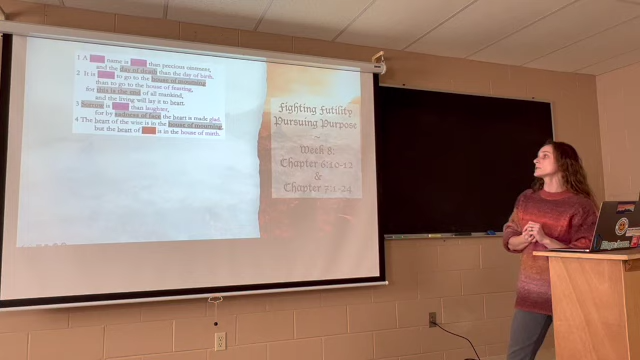 1 A name is than precious ointment,
and the day of death than the day of birth.
2 It is to go to the house of mourning
than to go to the house of feasting,
for this is the end of all mankind,
and the living will lay it to heart.
3 Sorrow is than laughter,
for by sadness of face the heart is made glad.
4 The heart of the wise is in the house of mourning,
but the heart of is in the house of mirth.
Fighting Futility
Pursuing Purpose
~
Week 8:
Chapter 6:10-12
&
Chapter 7:1-24